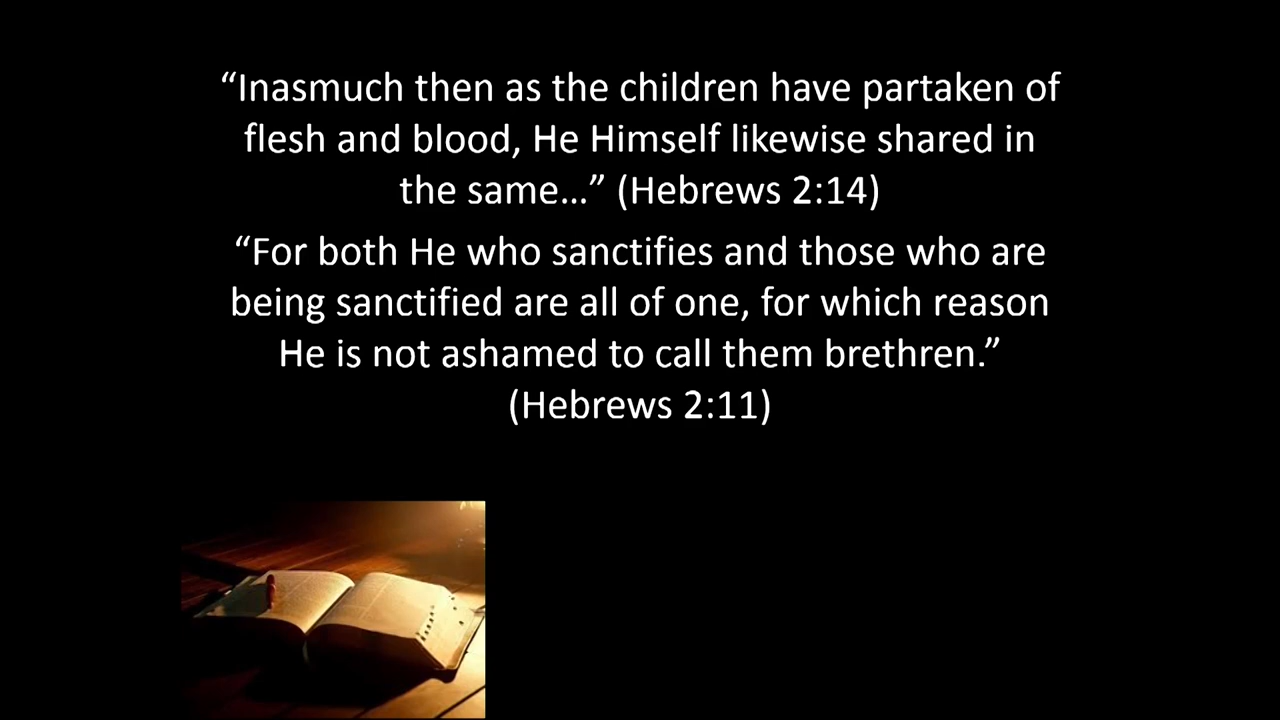 “Inasmuch then as the children have partaken of
flesh and blood, He Himself likewise shared in
the same…” (Hebrews 2:14)
“For both He who sanctifies and those who are
being sanctified are all of one, for which reason
He is not ashamed to call them brethren.”
(Hebrews 2:11)